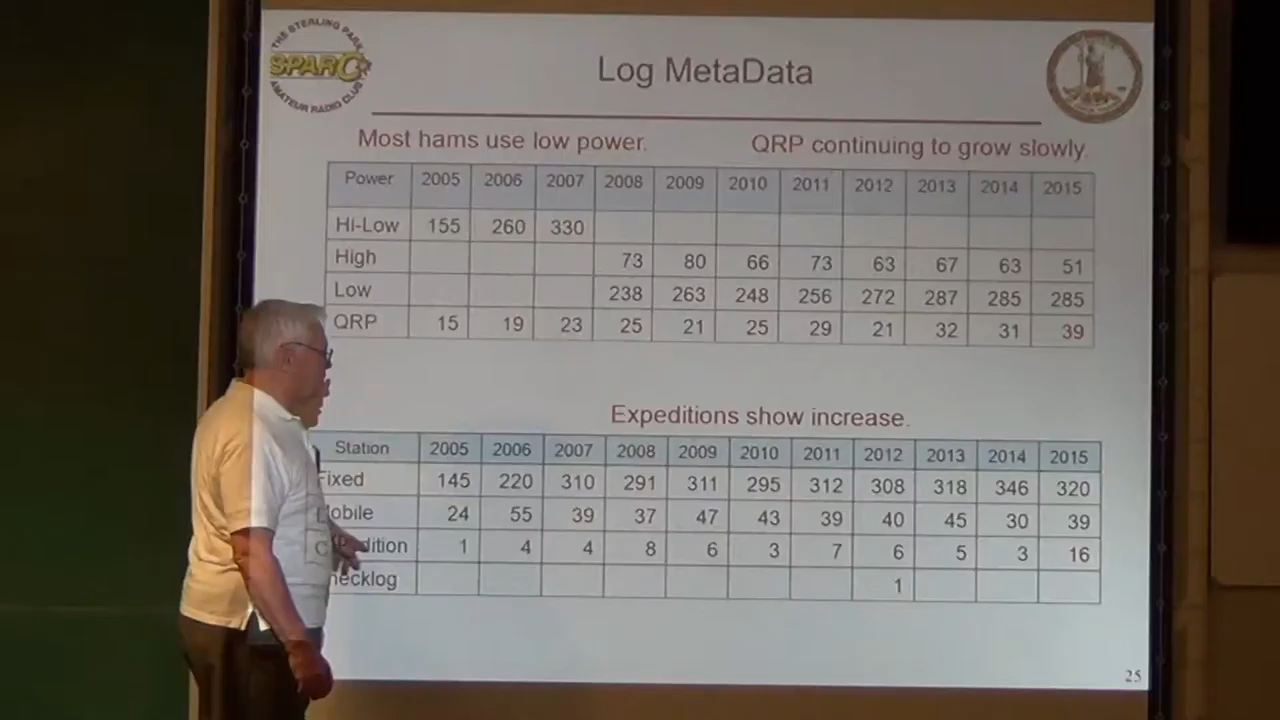 THE STERLING PARK
SPARC
AMATEUR RADIO CLUB
Log MetaData
Most hams use low power. QRP continuing to grow slowly.
Power 2005 2006 2007 2008 2009 2010 2011 2012 2013 2014 2015
Hi-Low 155 260 330
High 73 80 66 73 63 67 63 51
Low 238 263 248 256 272 287 285 285
QRP 15 19 23 25 21 25 29 21 32 31 39
Expeditions show increase.
Station 2005 2006 2007 2008 2009 2010 2011 2012 2013 2014 2015
Fixed 145 220 310 291 311 295 312 308 318 346 320
Mobile 24 55 39 37 47 43 39 40 45 30 39
1 4 4 8 6 3 7 6 5 3 16
1
25